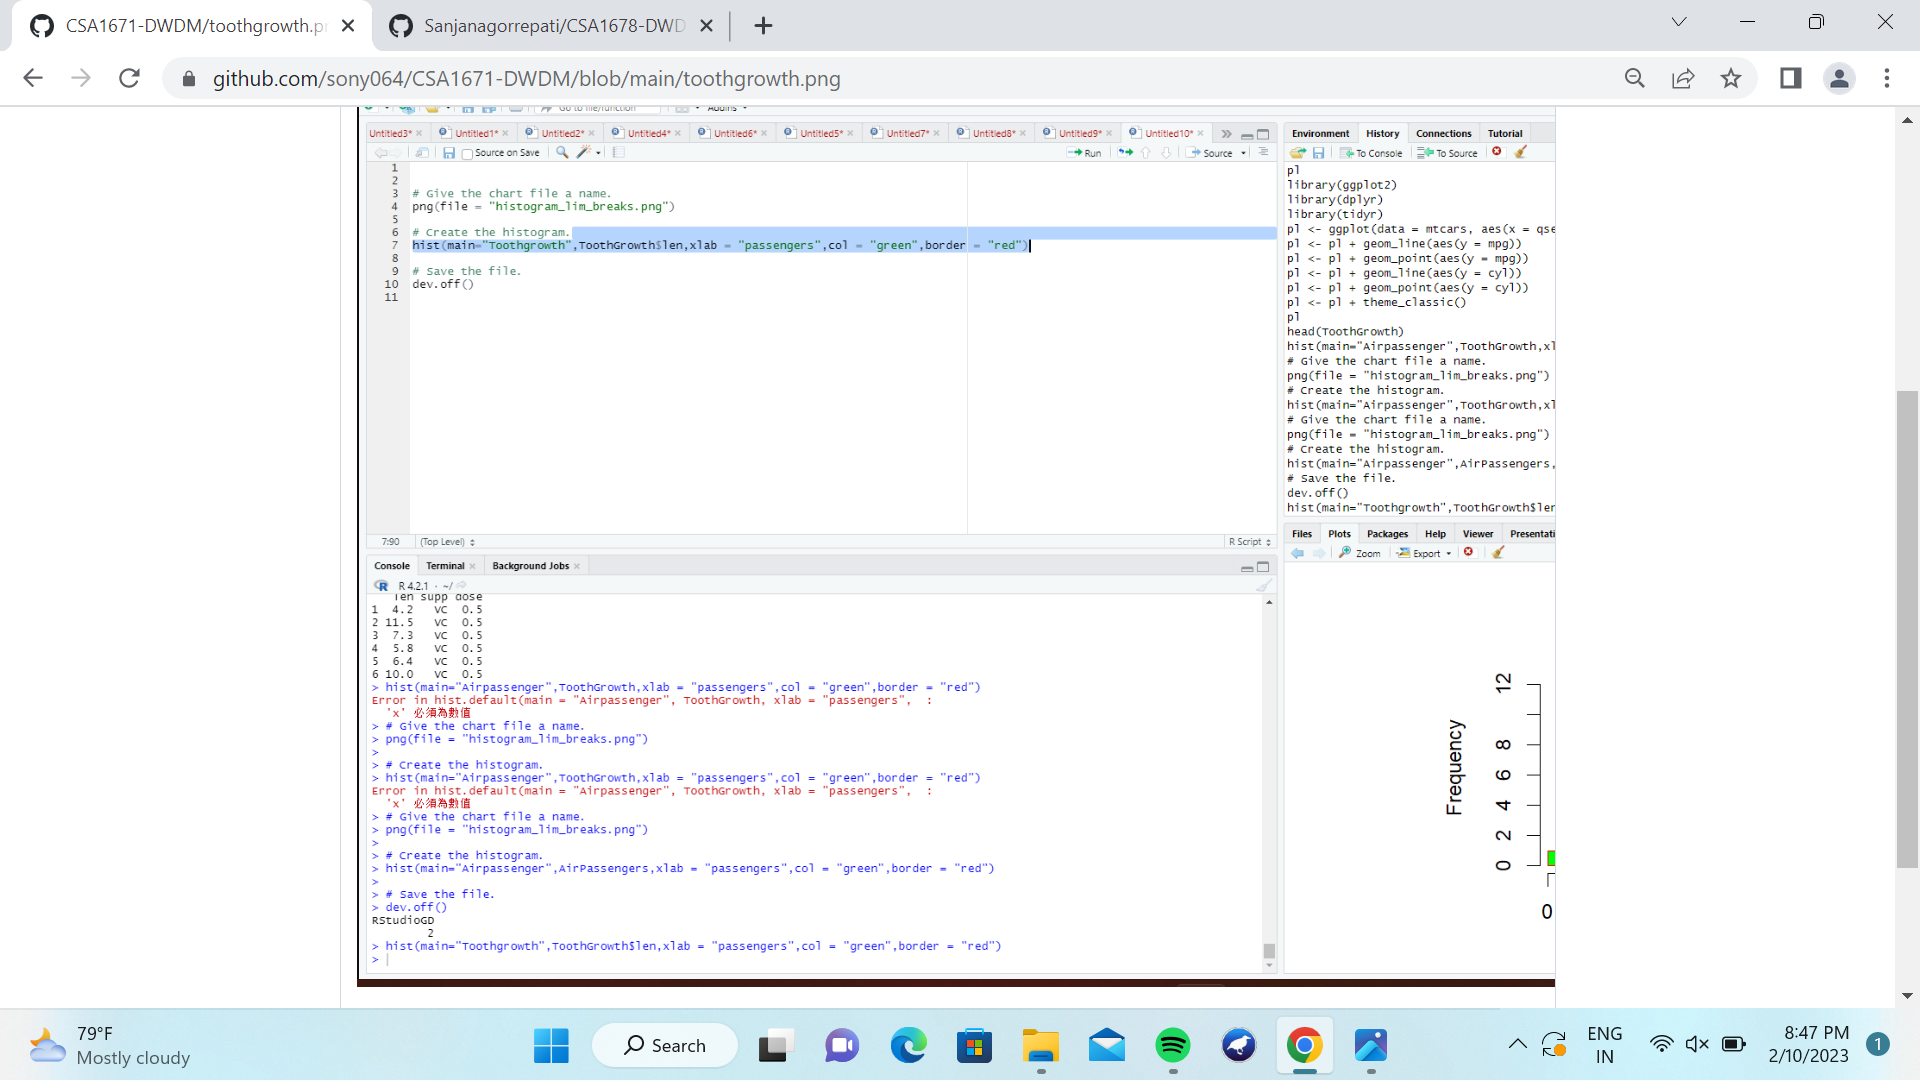 CSA1671-DWDM/toothgrowth.p
Sanjanagorrepati/CSA1678-DWD
github.com/sony064/CSA1671-DWDM/blob/main/toothgrowth.png
Go to file/function Addins
Untitled3* Untitled1* Untitled2* Untitled4* Untitled6* Untitled5* Untitled7* Untitled8* Untitled9* Untitled10*
Source on Save Run Source
1
2
3 # Give the chart file a name.
4 png(file = "histogram_lim_breaks.png")
5
6 # Create the histogram.
7 hist(main="Toothgrowth",ToothGrowth$len,xlab = "passengers",col = "green",border = "red")
8
9 # Save the file.
10 dev.off()
11
7:90 (Top Level) R Script
Console Terminal Background Jobs
R 4.2.1 · ~/
len supp dose
1 4.2 VC 0.5
2 11.5 VC 0.5
3 7.3 VC 0.5
4 5.8 VC 0.5
5 6.4 VC 0.5
6 10.0 VC 0.5
> hist(main="Airpassenger",ToothGrowth,xlab = "passengers",col = "green",border = "red")
Error in hist.default(main = "Airpassenger", ToothGrowth, xlab = "passengers", :
'x' 必須為數值
> # Give the chart file a name.
> png(file = "histogram_lim_breaks.png")
>
> # Create the histogram.
> hist(main="Airpassenger",ToothGrowth,xlab = "passengers",col = "green",border = "red")
Error in hist.default(main = "Airpassenger", ToothGrowth, xlab = "passengers", :
'x' 必須為數值
> # Give the chart file a name.
> png(file = "histogram_lim_breaks.png")
>
> # Create the histogram.
> hist(main="Airpassenger",AirPassengers,xlab = "passengers",col = "green",border = "red")
>
> # Save the file.
> dev.off()
RStudioGD
2
> hist(main="Toothgrowth",ToothGrowth$len,xlab = "passengers",col = "green",border = "red")
>
Environment History Connections Tutorial
To Console To Source
pl
library(ggplot2)
library(dplyr)
library(tidyr)
pl <- ggplot(data = mtcars, aes(x = qse
pl <- pl + geom_line(aes(y = mpg))
pl <- pl + geom_point(aes(y = mpg))
pl <- pl + geom_line(aes(y = cyl))
pl <- pl + geom_point(aes(y = cyl))
pl <- pl + theme_classic()
pl
head(ToothGrowth)
hist(main="Airpassenger",ToothGrowth,xl
# Give the chart file a name.
png(file = "histogram_lim_breaks.png")
# Create the histogram.
hist(main="Airpassenger",ToothGrowth,xl
# Give the chart file a name.
png(file = "histogram_lim_breaks.png")
# Create the histogram.
hist(main="Airpassenger",AirPassengers,
# Save the file.
dev.off()
hist(main="Toothgrowth",ToothGrowth$len
Files Plots Packages Help Viewer Presentati
Zoom Export
Frequency
0 2 4 6 8 12
0
79°F
Mostly cloudy
Search
ENG
IN
8:47 PM
2/10/2023
1